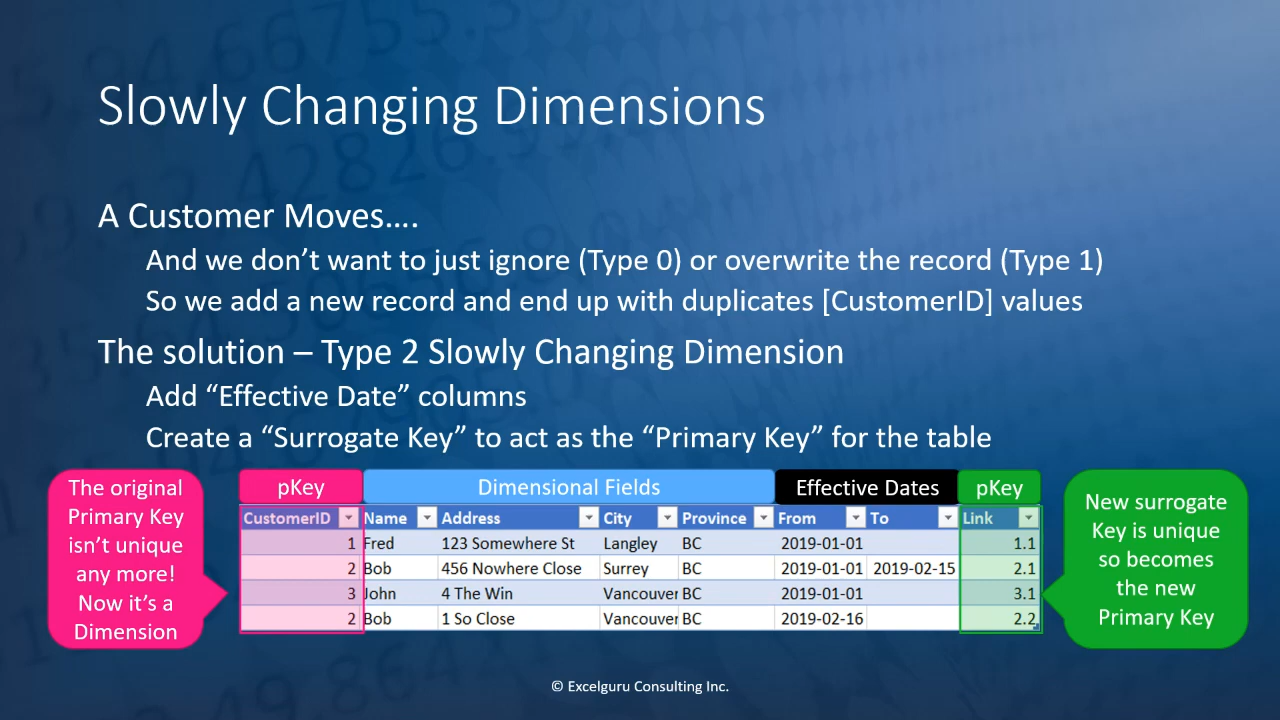 Slowly Changing Dimensions
A Customer Moves....
And we don't want to just ignore (Type 0) or overwrite the record (Type 1)
So we add a new record and end up with duplicates [CustomerID] values
The solution – Type 2 Slowly Changing Dimension
Add “Effective Date” columns
Create a “Surrogate Key” to act as the “Primary Key” for the table
The original
Primary Key
isn't unique
any more!
Now it's a
Dimension
pKey Dimensional Fields Effective Dates pKey
CustomerID Name Address City Province From To Link
1 Fred 123 Somewhere St Langley BC 2019-01-01 1.1
2 Bob 456 Nowhere Close Surrey BC 2019-01-01 2019-02-15 2.1
3 John 4 The Win Vancouver BC 2019-01-01 3.1
2 Bob 1 So Close Vancouver BC 2019-02-16 2.2
New surrogate
Key is unique
so becomes
the new
Primary Key
© Excelguru Consulting Inc.